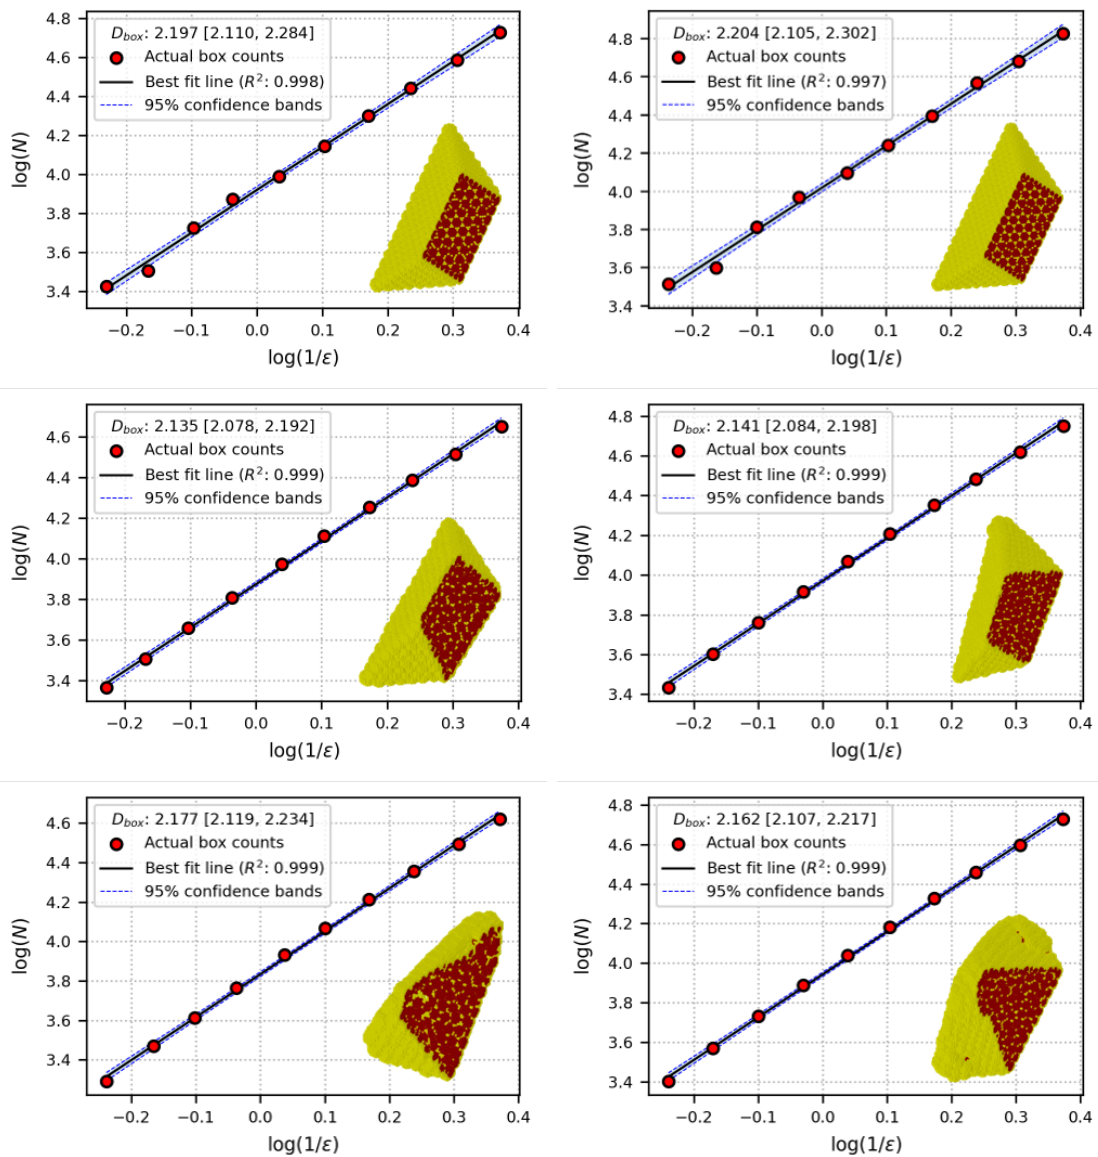 D_box: 2.197 [2.110, 2.284]
Actual box counts
Best fit line (R²: 0.998)
95% confidence bands
4.8
4.6
4.4
4.2
4.0
3.8
3.6
3.4
log(N)
−0.2 −0.1 0.0 0.1 0.2 0.3 0.4
log(1/ε)
D_box: 2.204 [2.105, 2.302]
Actual box counts
Best fit line (R²: 0.997)
95% confidence bands
4.8
4.6
4.4
4.2
4.0
3.8
3.6
3.4
log(N)
−0.2 −0.1 0.0 0.1 0.2 0.3 0.4
log(1/ε)
D_box: 2.135 [2.078, 2.192]
Actual box counts
Best fit line (R²: 0.999)
95% confidence bands
4.6
4.4
4.2
4.0
3.8
3.6
3.4
log(N)
−0.2 −0.1 0.0 0.1 0.2 0.3 0.4
log(1/ε)
D_box: 2.141 [2.084, 2.198]
Actual box counts
Best fit line (R²: 0.999)
95% confidence bands
4.8
4.6
4.4
4.2
4.0
3.8
3.6
3.4
log(N)
−0.2 −0.1 0.0 0.1 0.2 0.3 0.4
log(1/ε)
D_box: 2.177 [2.119, 2.234]
Actual box counts
Best fit line (R²: 0.999)
95% confidence bands
4.6
4.4
4.2
4.0
3.8
3.6
3.4
log(N)
−0.2 −0.1 0.0 0.1 0.2 0.3 0.4
log(1/ε)
D_box: 2.162 [2.107, 2.217]
Actual box counts
Best fit line (R²: 0.999)
95% confidence bands
4.8
4.6
4.4
4.2
4.0
3.8
3.6
3.4
log(N)
−0.2 −0.1 0.0 0.1 0.2 0.3 0.4
log(1/ε)